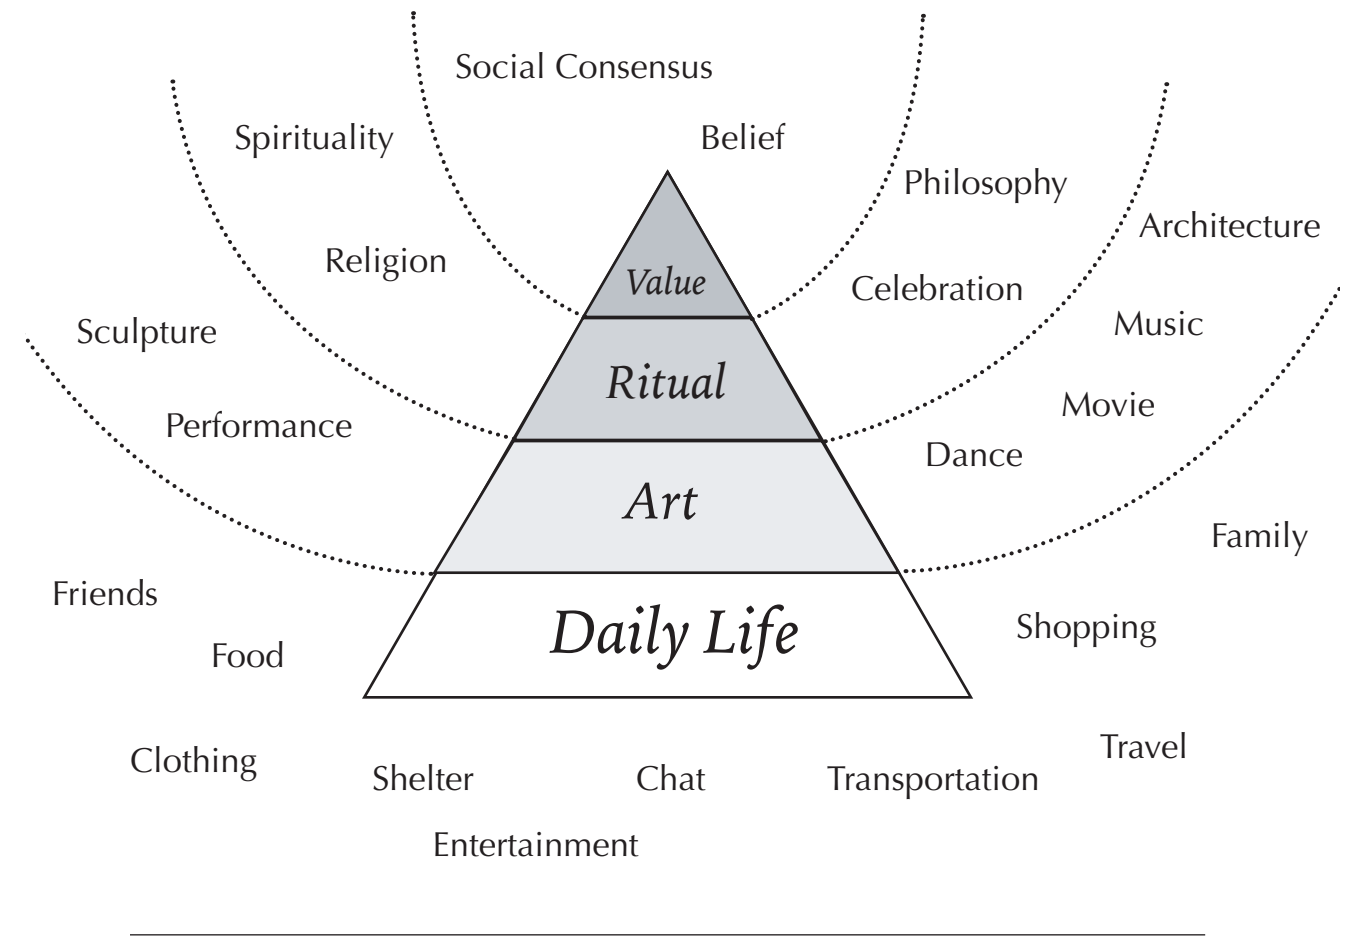 Social Consensus
Spirituality
Belief
Philosophy
Architecture
Religion
Value
Celebration
Music
Sculpture
Ritual
Movie
Performance
Dance
Art
Family
Friends
Daily Life
Shopping
Food
Travel
Clothing
Shelter
Chat
Transportation
Entertainment